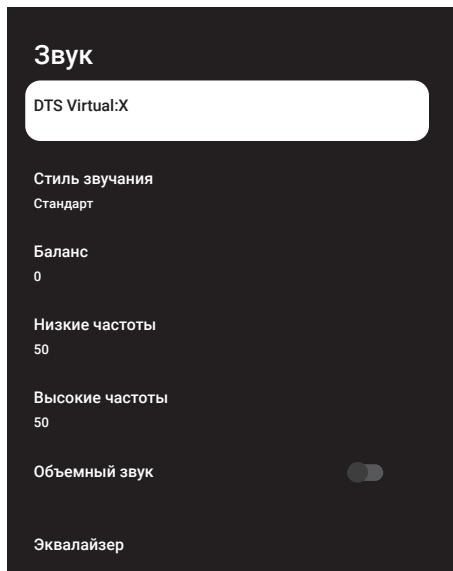 Звук
DTS Virtual:X
Стиль звучания
Стандарт
Баланс
0
Низкие частоты
50
Высокие частоты
50
Объемный звук
Эквалайзер